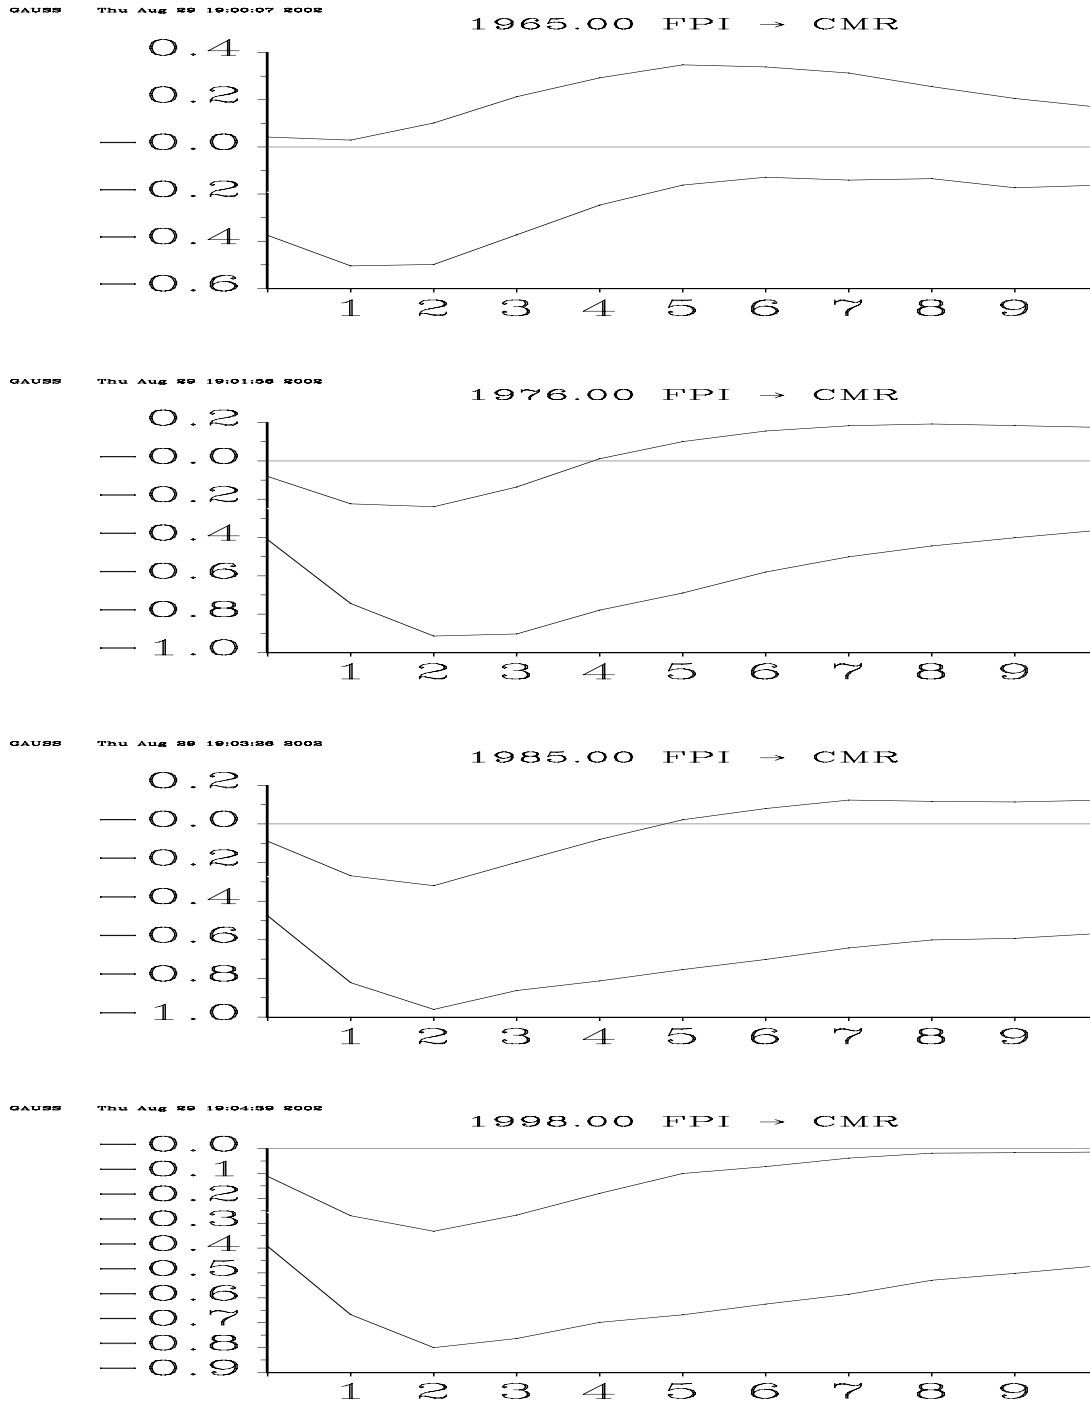 GAUSS Thu Aug 29 19:00:07 2002
1965.00 FPI → CMR
0.4
0.2
−0.0
−0.2
−0.4
−0.6
1 2 3 4 5 6 7 8 9
GAUSS Thu Aug 29 19:01:56 2002
1976.00 FPI → CMR
0.2
−0.0
−0.2
−0.4
−0.6
−0.8
−1.0
1 2 3 4 5 6 7 8 9
GAUSS Thu Aug 29 19:03:26 2002
1985.00 FPI → CMR
0.2
−0.0
−0.2
−0.4
−0.6
−0.8
−1.0
1 2 3 4 5 6 7 8 9
GAUSS Thu Aug 29 19:04:39 2002
1998.00 FPI → CMR
−0.0
−0.1
−0.2
−0.3
−0.4
−0.5
−0.6
−0.7
−0.8
−0.9
1 2 3 4 5 6 7 8 9